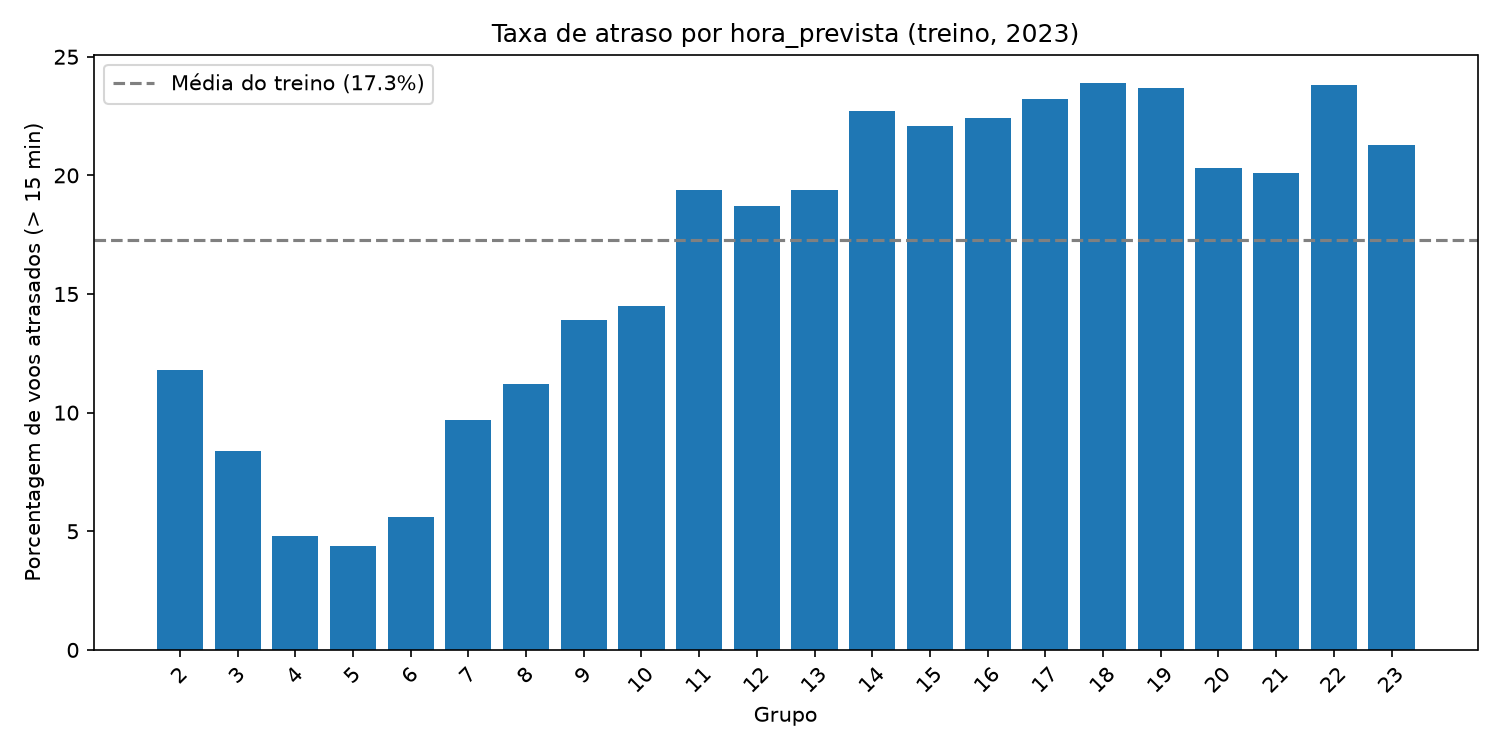 Taxa de atraso por hora_prevista (treino, 2023)
Média do treino (17.3%)
Porcentagem de voos atrasados (> 15 min)
25
20
15
10
5
0
2 3 4 5 6 7 8 9 10 11 12 13 14 15 16 17 18 19 20 21 22 23
Grupo